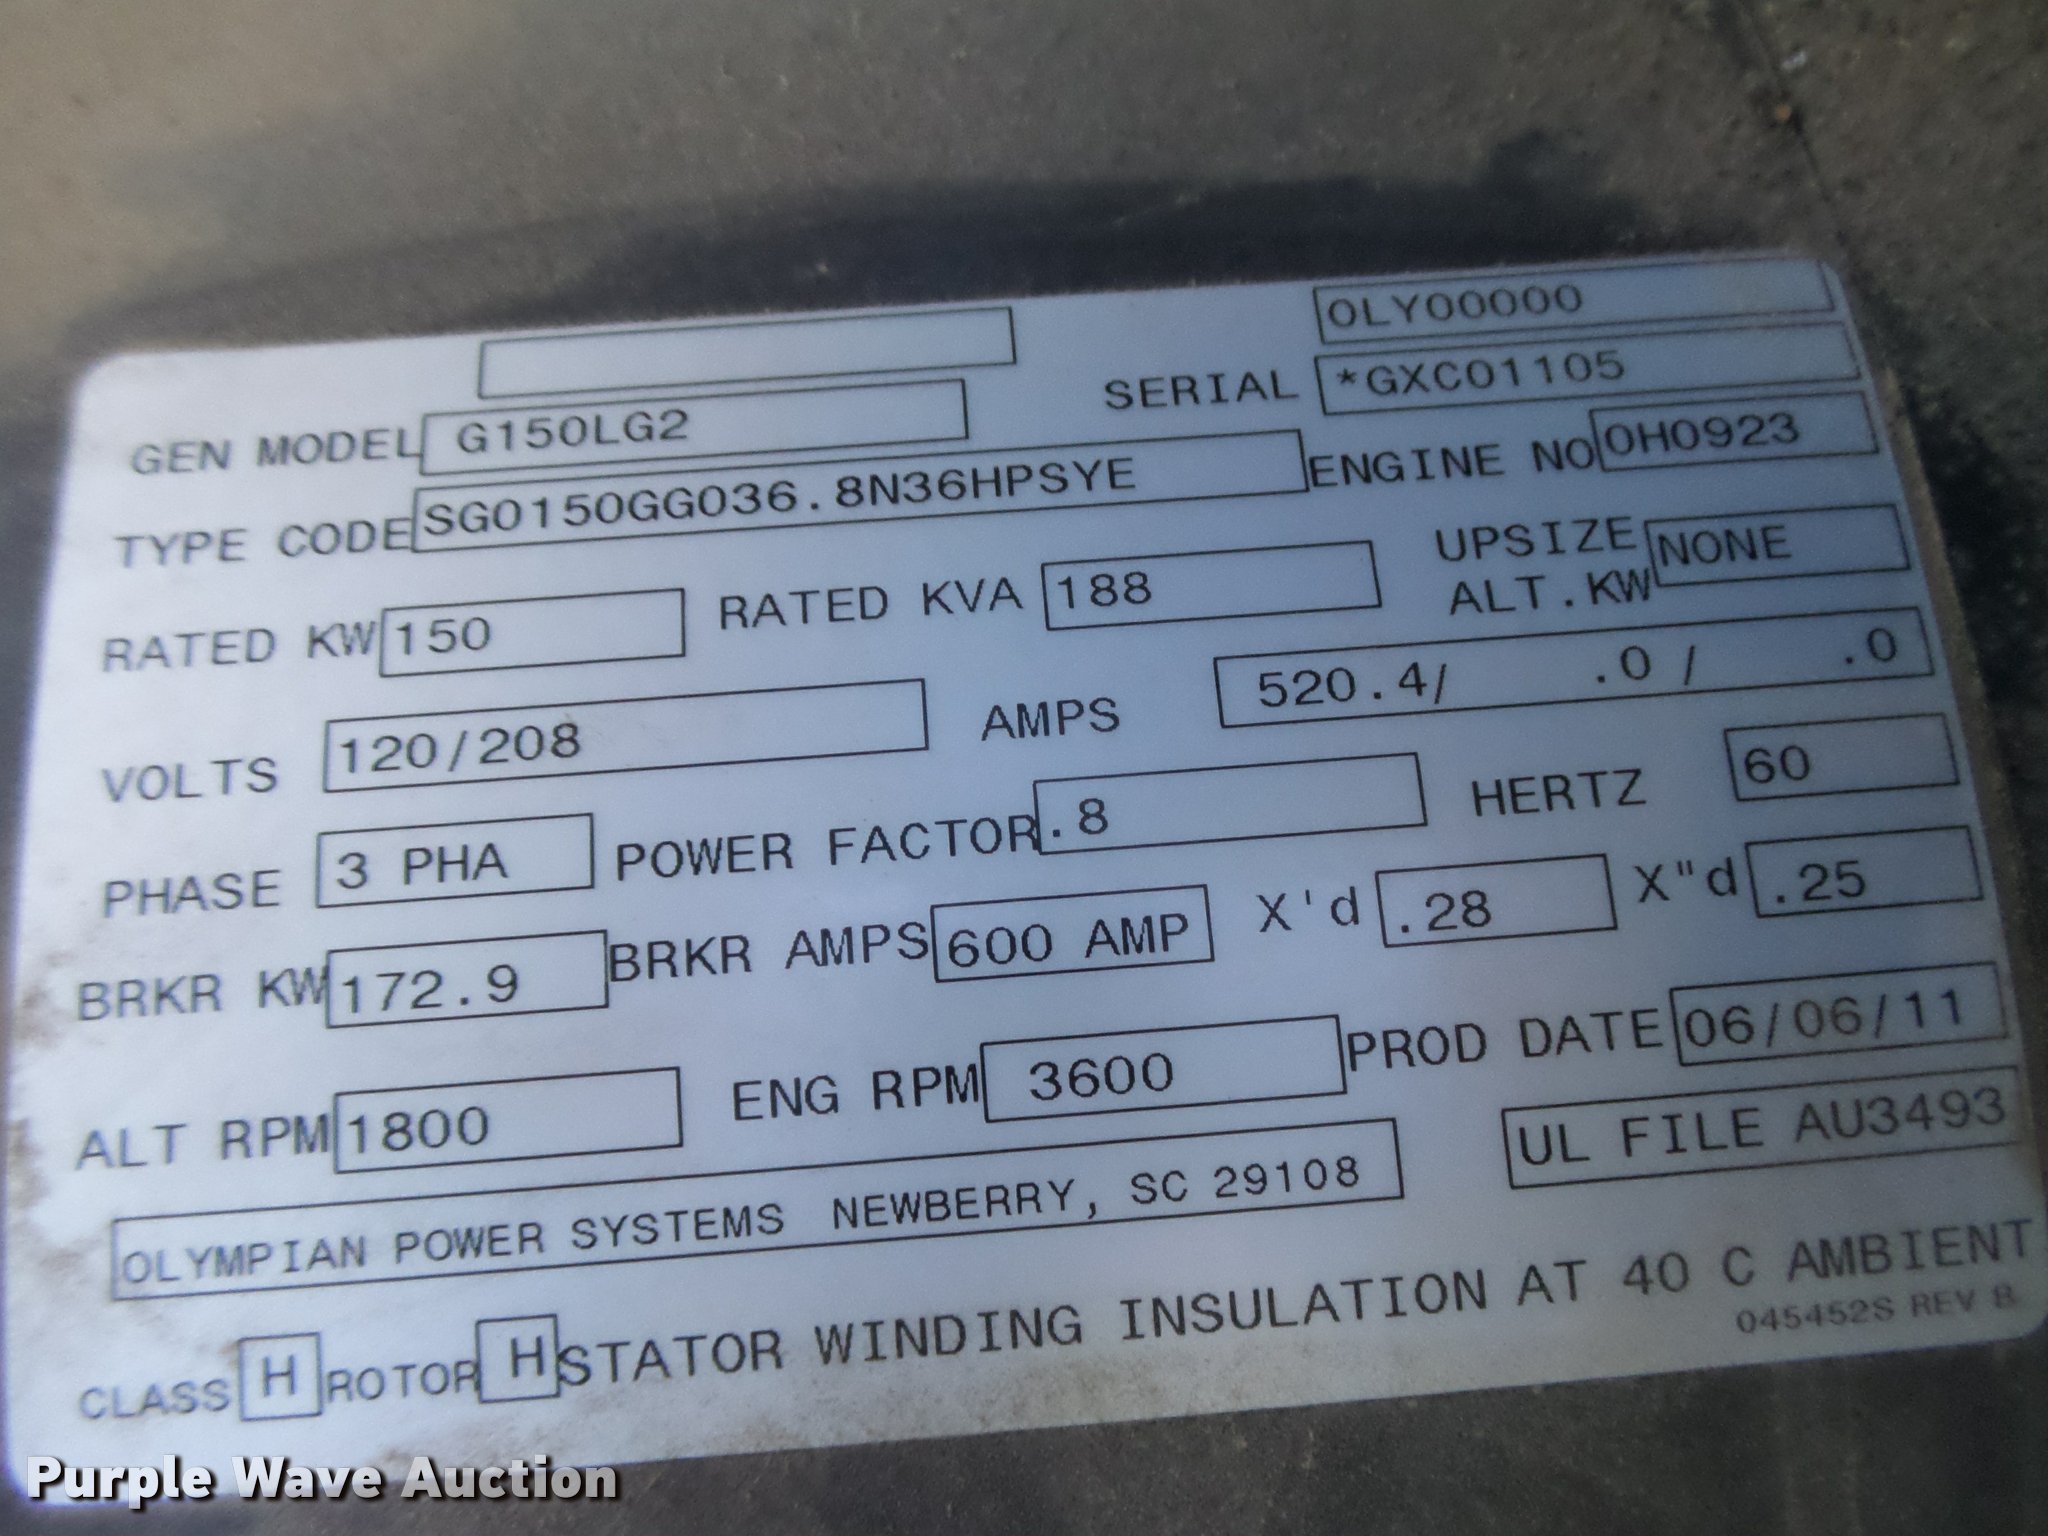 OLY00000
GEN MODEL G150LG2 SERIAL *GXC01105
TYPE CODE SG0150GG036.8N36HPSYE ENGINE NO 0H0923
RATED KW 150 RATED KVA 188 UPSIZE ALT.KW NONE
VOLTS 120/208 AMPS 520.4/ .0 / .0
PHASE 3 PHA POWER FACTOR .8 HERTZ 60
BRKR KW 172.9 BRKR AMPS 600 AMP X'd .28 X"d .25
ALT RPM 1800 ENG RPM 3600 PROD DATE 06/06/11
OLYMPIAN POWER SYSTEMS NEWBERRY, SC 29108 UL FILE AU3493
CLASS H ROTOR H STATOR WINDING INSULATION AT 40 C AMBIENT
045452S REV B
Purple Wave Auction